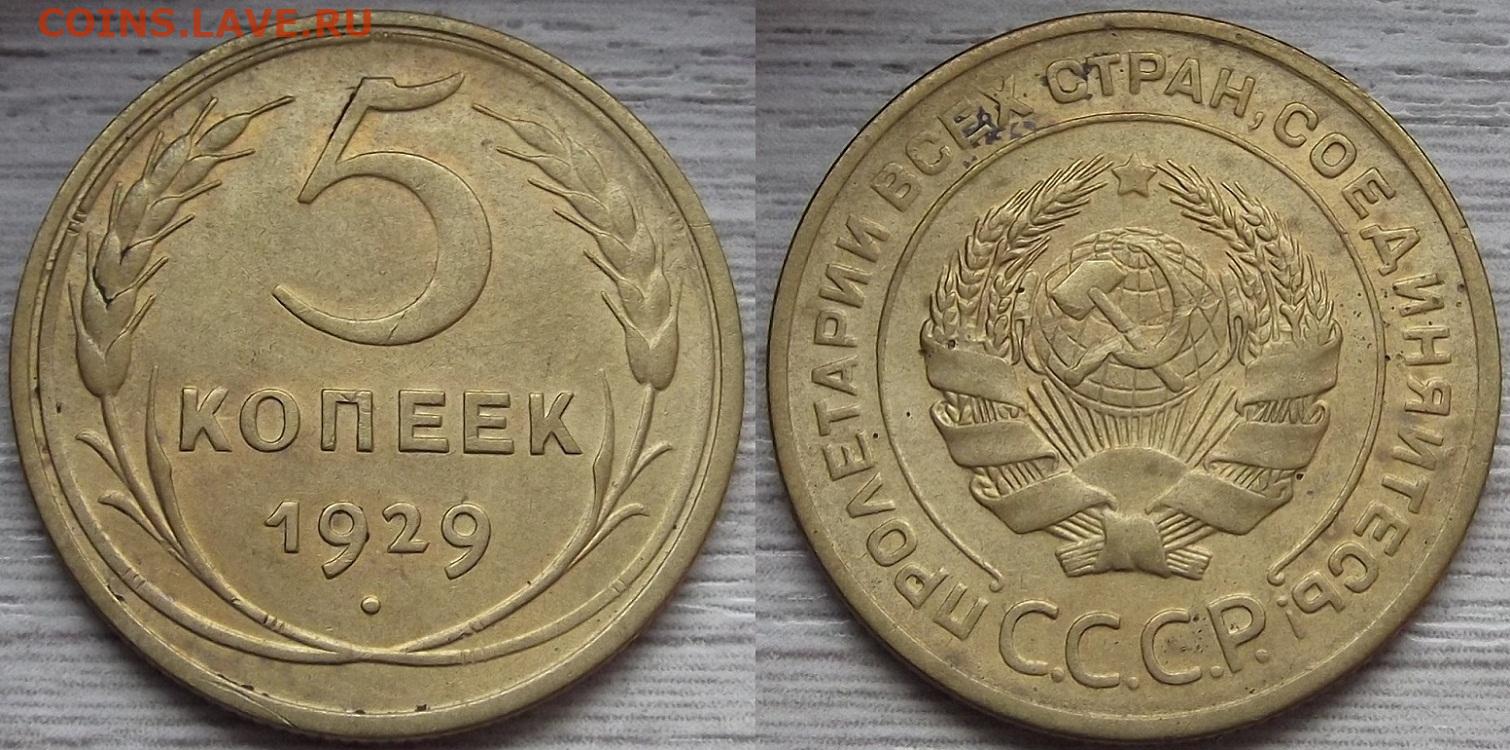 COINS.LAVE.RU
5
КОПЕЕК
1929
ПРОЛЕТАРИИ ВСЕХ СТРАН, СОЕДИНЯЙТЕСЬ!
С.С.С.Р.